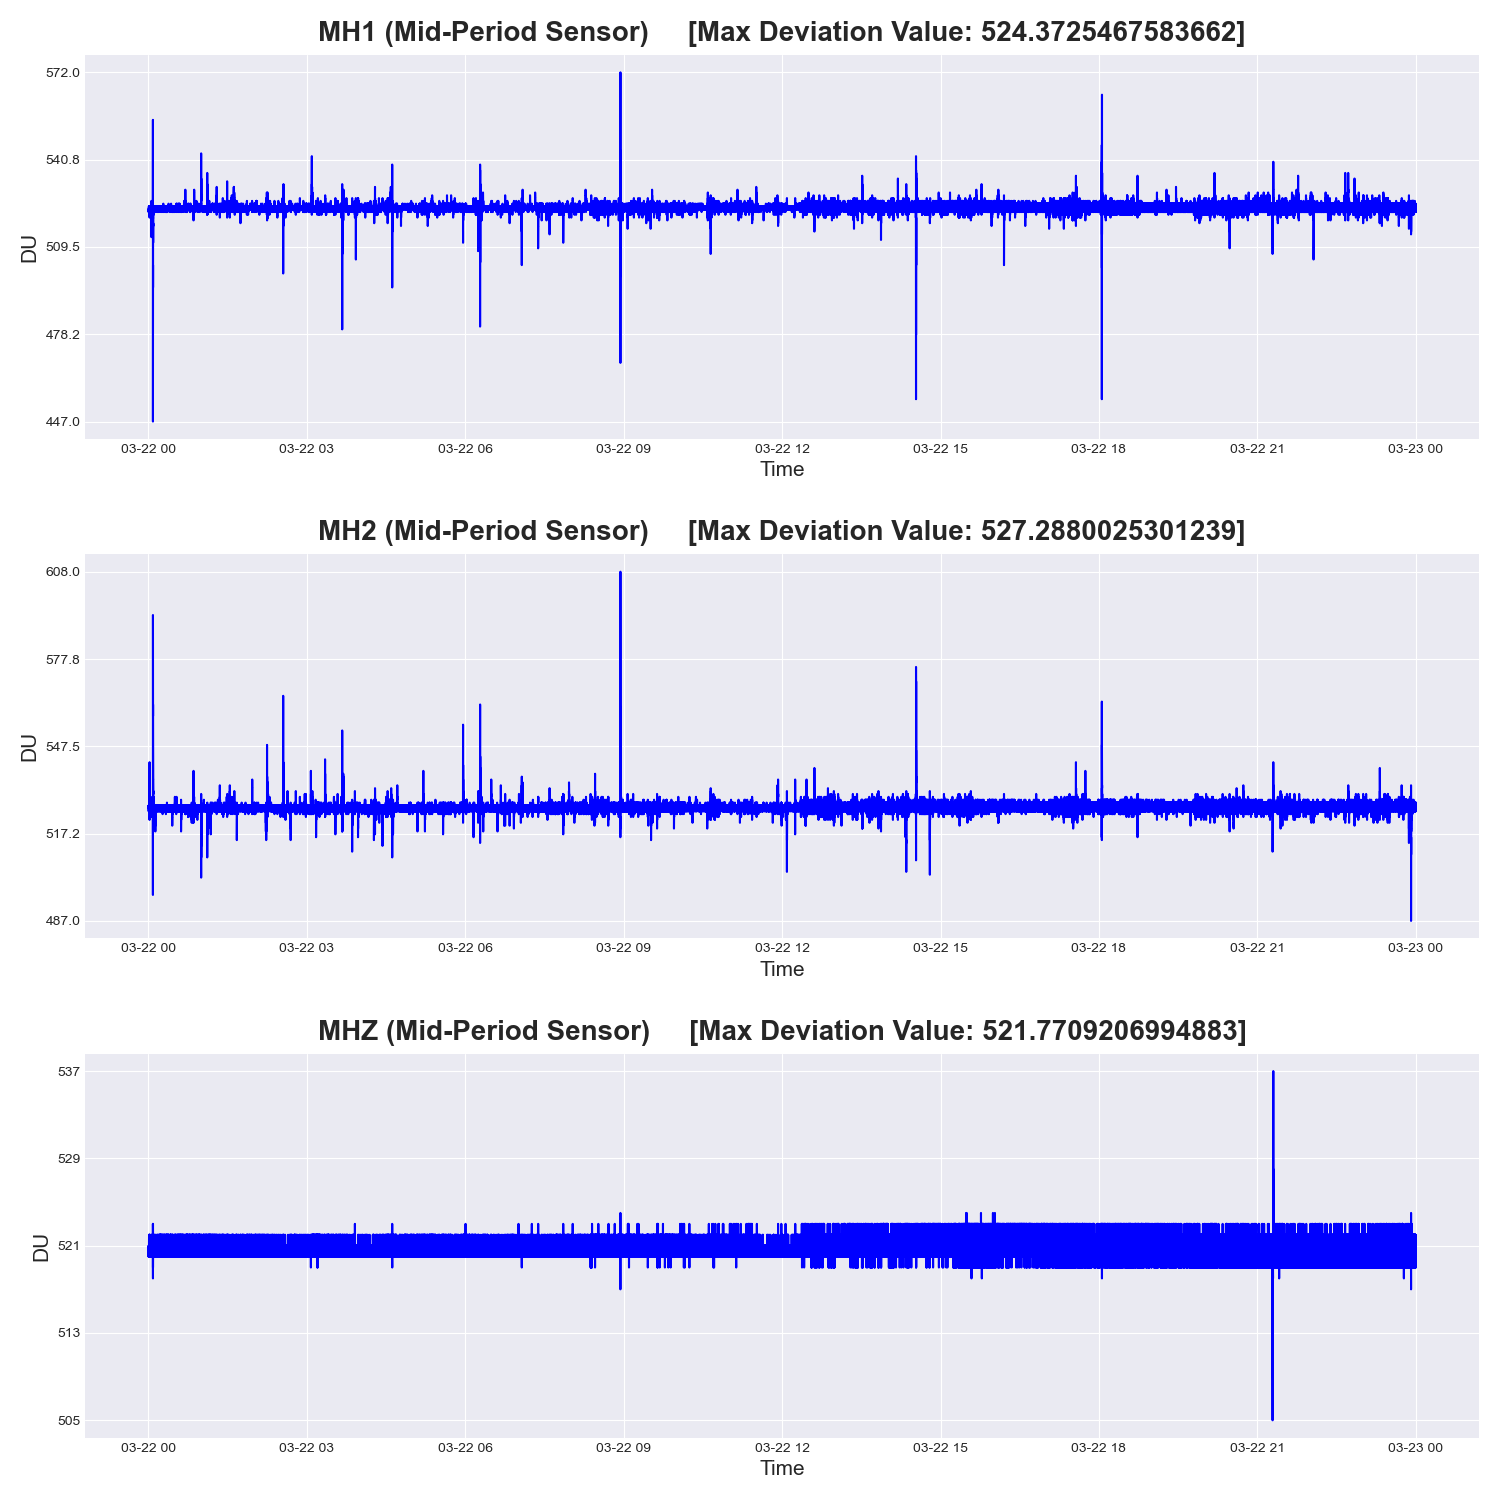 MH1 (Mid-Period Sensor) [Max Deviation Value: 524.3725467583662]
572.0
540.8
509.5
478.2
447.0
DU
03-22 00 03-22 03 03-22 06 03-22 09 03-22 12 03-22 15 03-22 18 03-22 21 03-23 00
Time
MH2 (Mid-Period Sensor) [Max Deviation Value: 527.2880025301239]
608.0
577.8
547.5
517.2
487.0
DU
03-22 00 03-22 03 03-22 06 03-22 09 03-22 12 03-22 15 03-22 18 03-22 21 03-23 00
Time
MHZ (Mid-Period Sensor) [Max Deviation Value: 521.7709206994883]
537
529
521
513
505
DU
03-22 00 03-22 03 03-22 06 03-22 09 03-22 12 03-22 15 03-22 18 03-22 21 03-23 00
Time